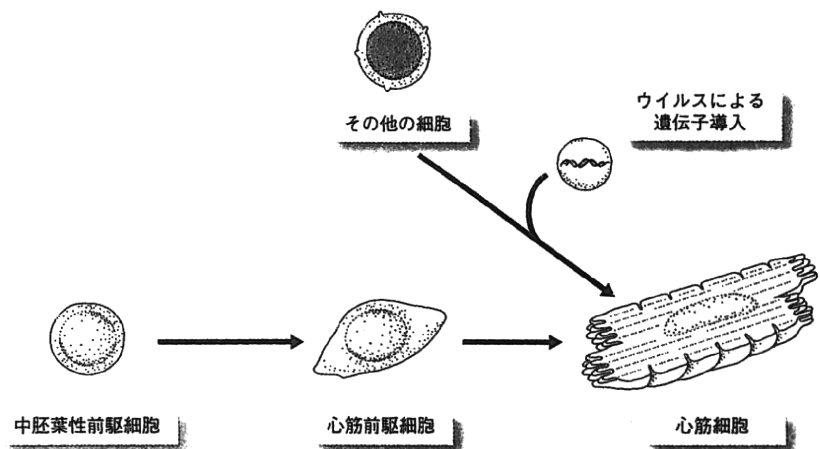 その他の細胞
ウイルスによる
遺伝子導入
中胚葉性前駆細胞
心筋前駆細胞
心筋細胞